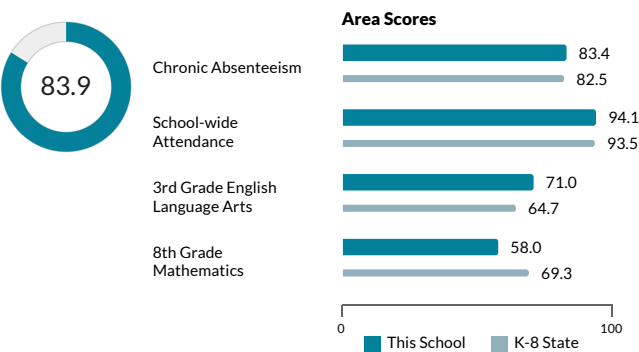 Area Scores
83.9
Chronic Absenteeism
83.4
82.5
School-wide
Attendance
94.1
93.5
3rd Grade English
Language Arts
71.0
64.7
8th Grade
Mathematics
58.0
69.3
0
100
This School
K-8 State